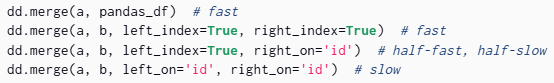 dd.merge(a, pandas_df)  # fast
dd.merge(a, b, left_index=True, right_index=True)  # fast
dd.merge(a, b, left_index=True, right_on='id')  # half-fast, half-slow
dd.merge(a, b, left_on='id', right_on='id')  # slow